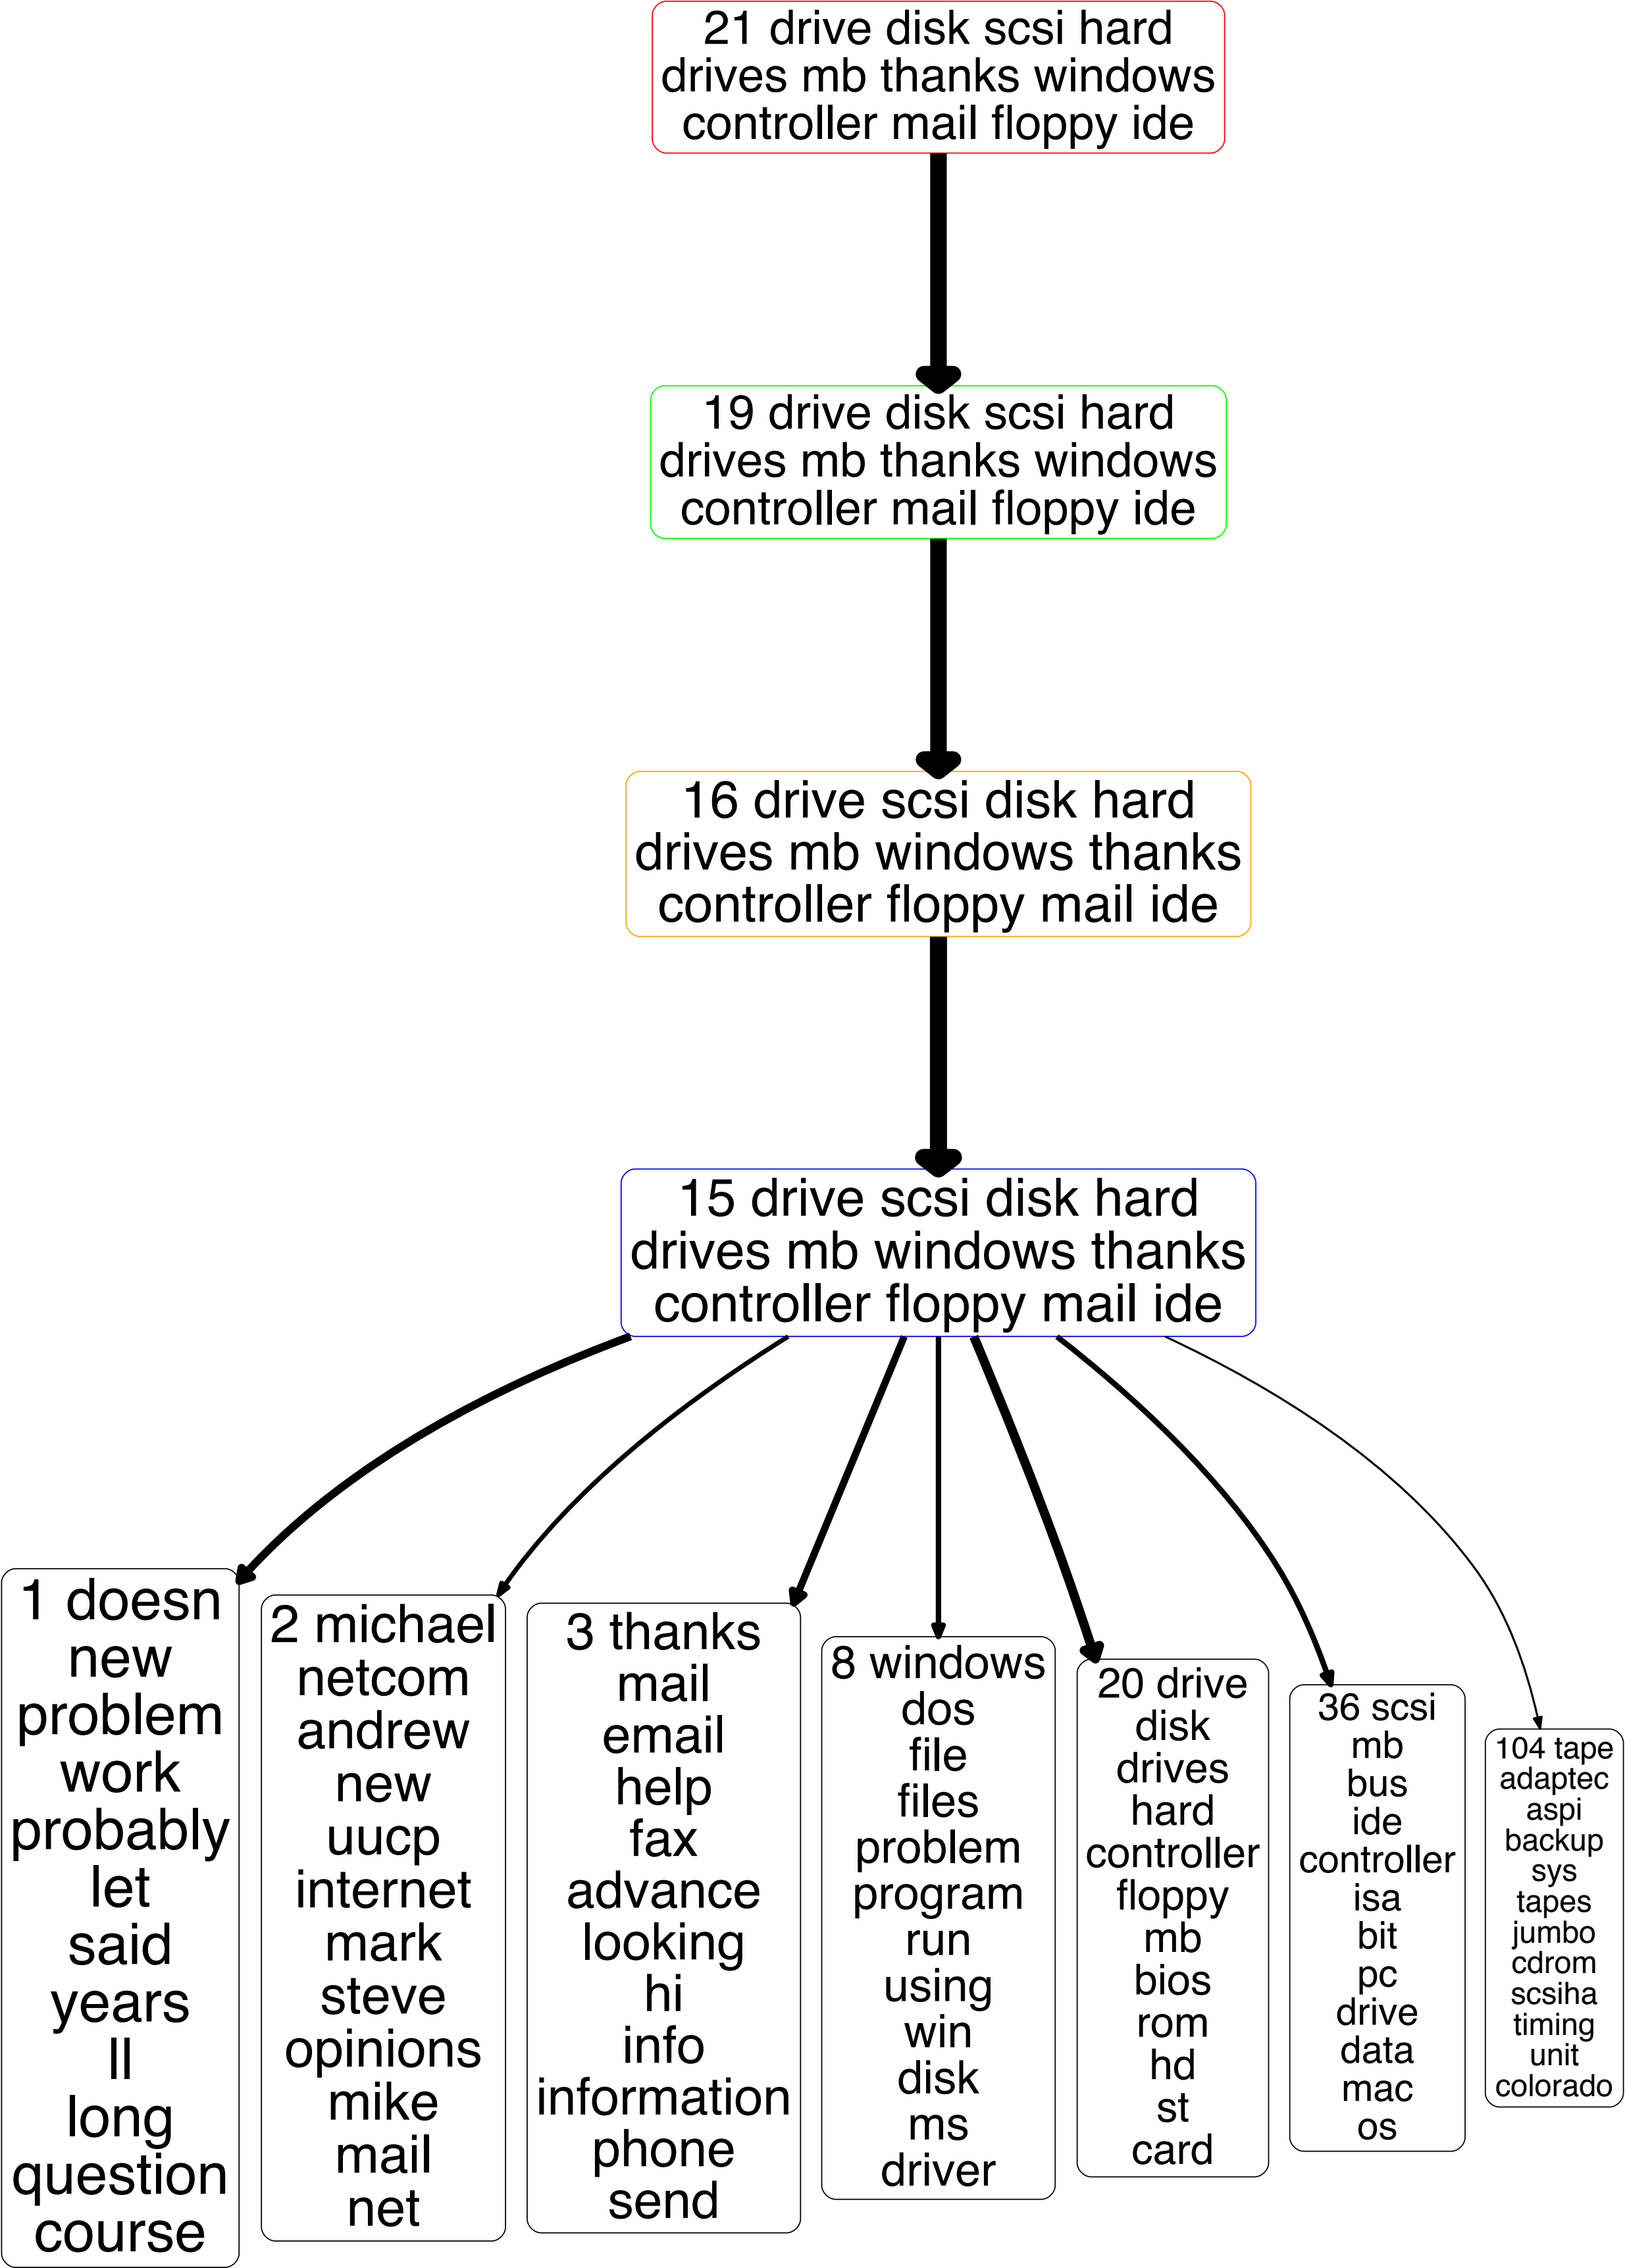 21 drive disk scsi hard
drives mb thanks windows
controller mail floppy ide
19 drive disk scsi hard
drives mb thanks windows
controller mail floppy ide
16 drive scsi disk hard
drives mb windows thanks
controller floppy mail ide
15 drive scsi disk hard
drives mb windows thanks
controller floppy mail ide
1 doesn
new
problem
work
probably
let
said
years
ll
long
question
course
2 michael
netcom
andrew
new
uucp
internet
mark
steve
opinions
mike
mail
net
3 thanks
mail
email
help
fax
advance
looking
hi
info
information
phone
send
8 windows
dos
file
files
problem
program
run
using
win
disk
ms
driver
20 drive
disk
drives
hard
controller
floppy
mb
bios
rom
hd
st
card
36 scsi
mb
bus
ide
controller
isa
bit
pc
drive
data
mac
os
104 tape
adaptec
aspi
backup
sys
tapes
jumbo
cdrom
scsiha
timing
unit
colorado